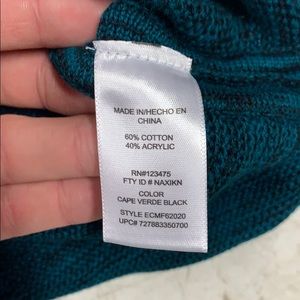 MADE IN/HECHO EN
CHINA
60% COTTON
40% ACRYLIC
RN#123475
FTY ID # NAXIKN
COLOR
CAPE VERDE BLACK
STYLE ECMF62020
UPC# 727883350700